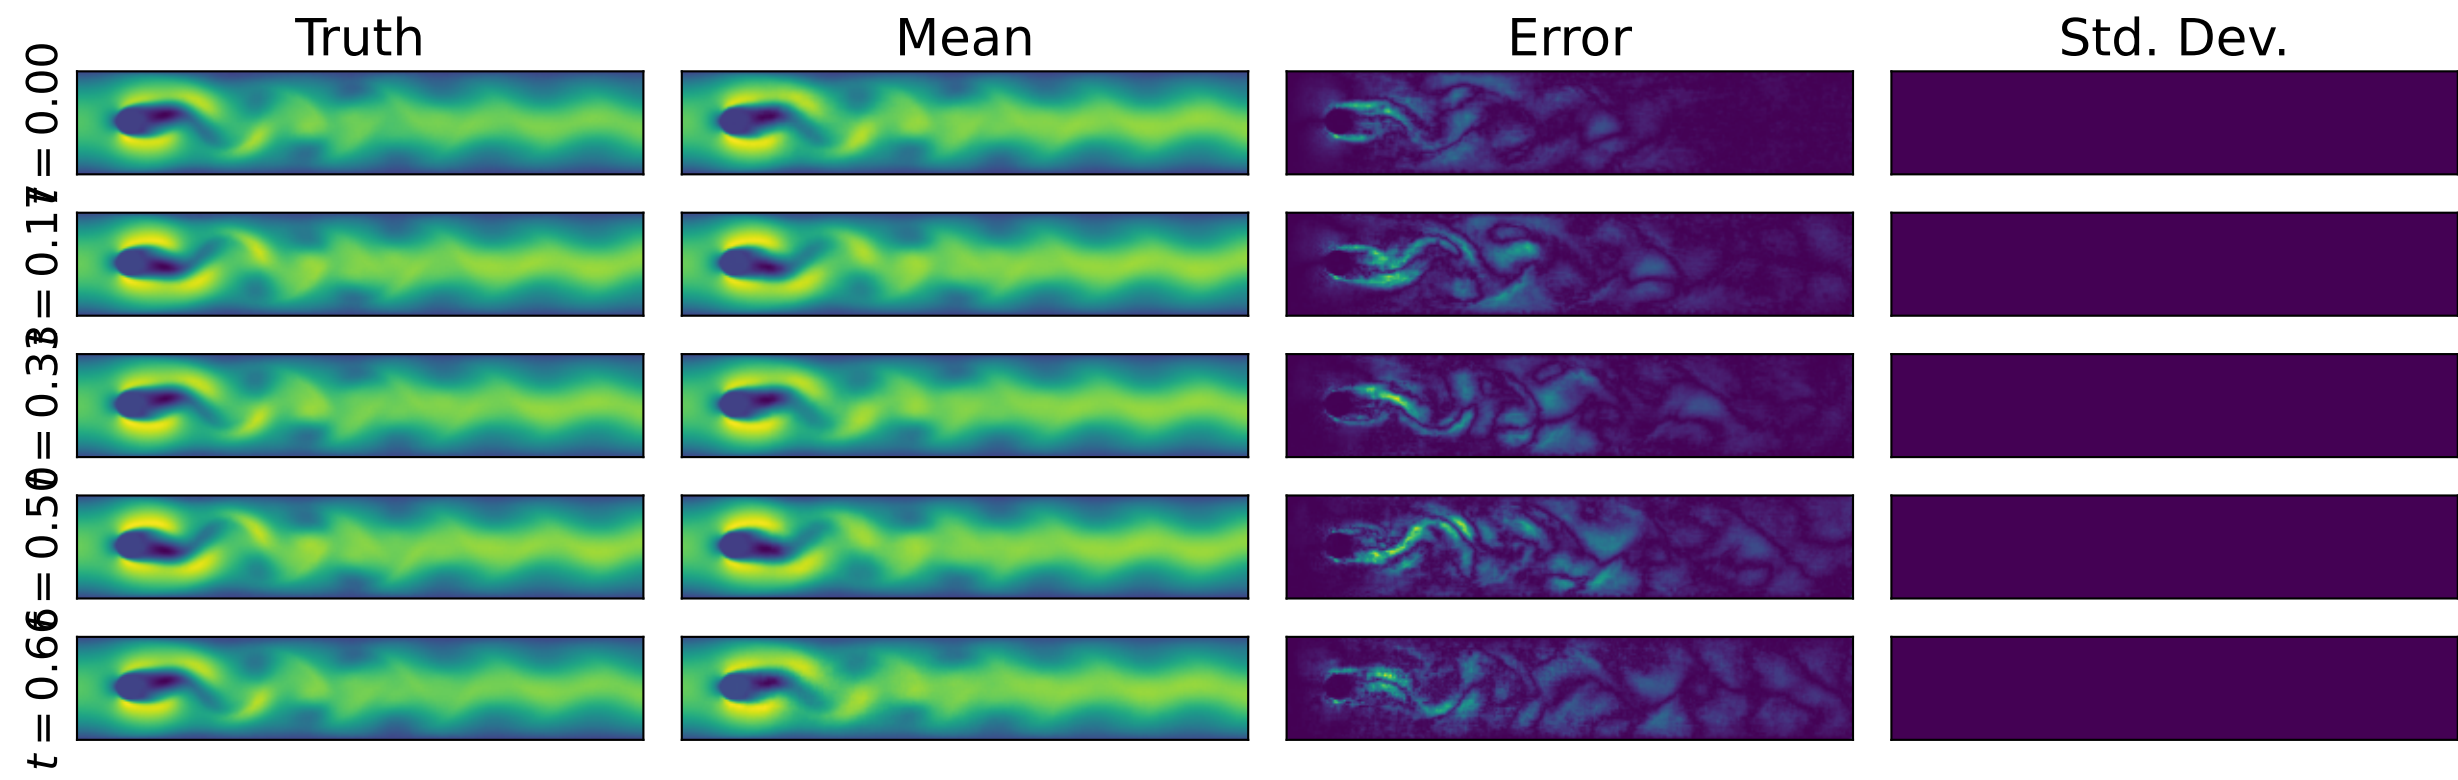 Truth Mean Error Std. Dev.
t = 0.00
t = 0.17
t = 0.33
t = 0.50
t = 0.66